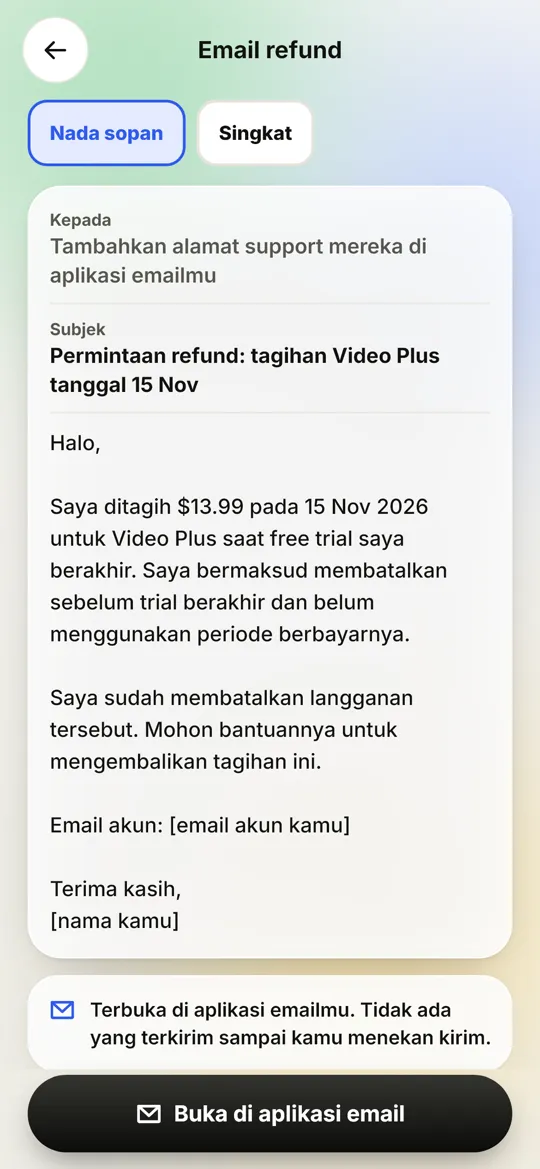 Email refund
Nada sopan
Singkat
Kepada
Tambahkan alamat support mereka di
aplikasi emailmu
Subjek
Permintaan refund: tagihan Video Plus
tanggal 15 Nov
Halo,
Saya ditagih $13.99 pada 15 Nov 2026
untuk Video Plus saat free trial saya
berakhir. Saya bermaksud membatalkan
sebelum trial berakhir dan belum
menggunakan periode berbayarnya.
Saya sudah membatalkan langganan
tersebut. Mohon bantuannya untuk
mengembalikan tagihan ini.
Email akun: [email akun kamu]
Terima kasih,
[nama kamu]
Terbuka di aplikasi emailmu. Tidak ada
yang terkirim sampai kamu menekan kirim.
Buka di aplikasi email